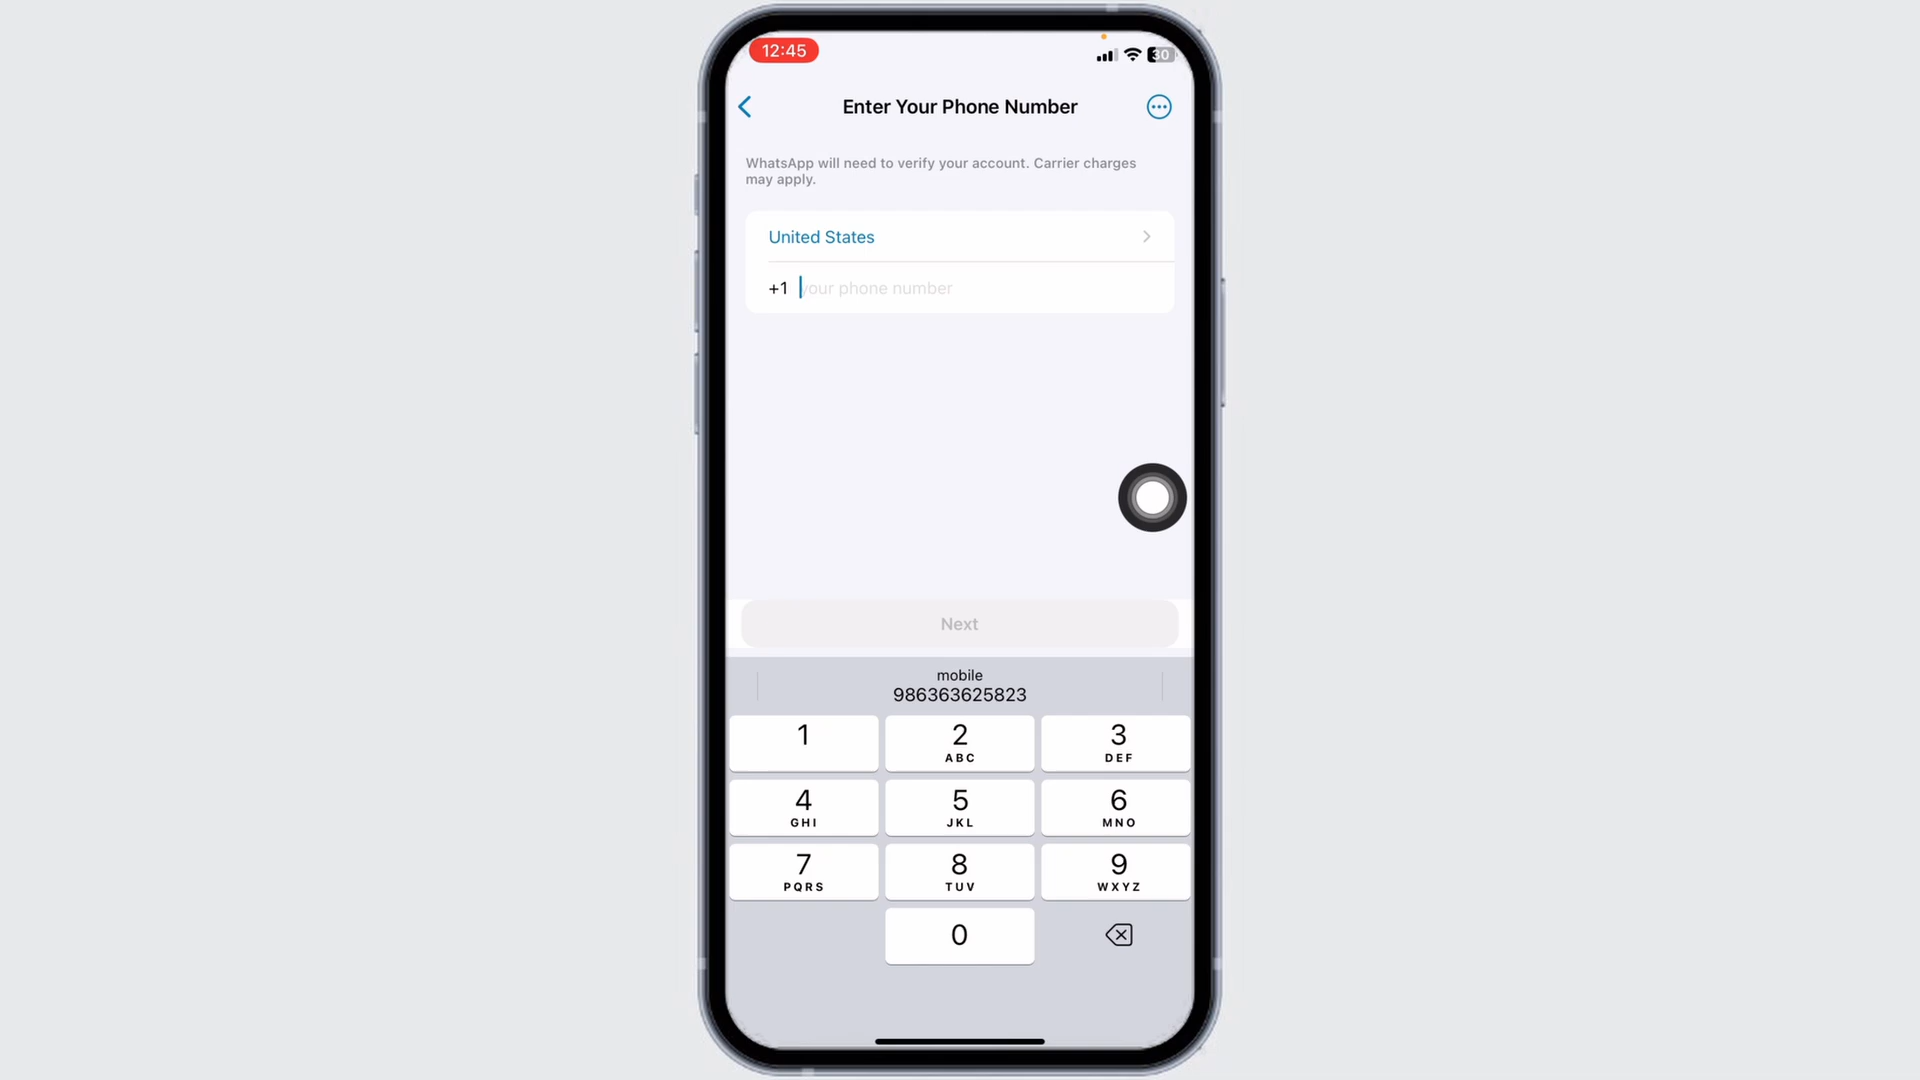 12:45
30
Enter Your Phone Number
WhatsApp will need to verify your account. Carrier charges
may apply.
United States
+1 your phone number
Next
mobile
986363625823
1
2
ABC
3
DEF
4
GHI
5
JKL
6
MNO
7
PQRS
8
TUV
9
WXYZ
0